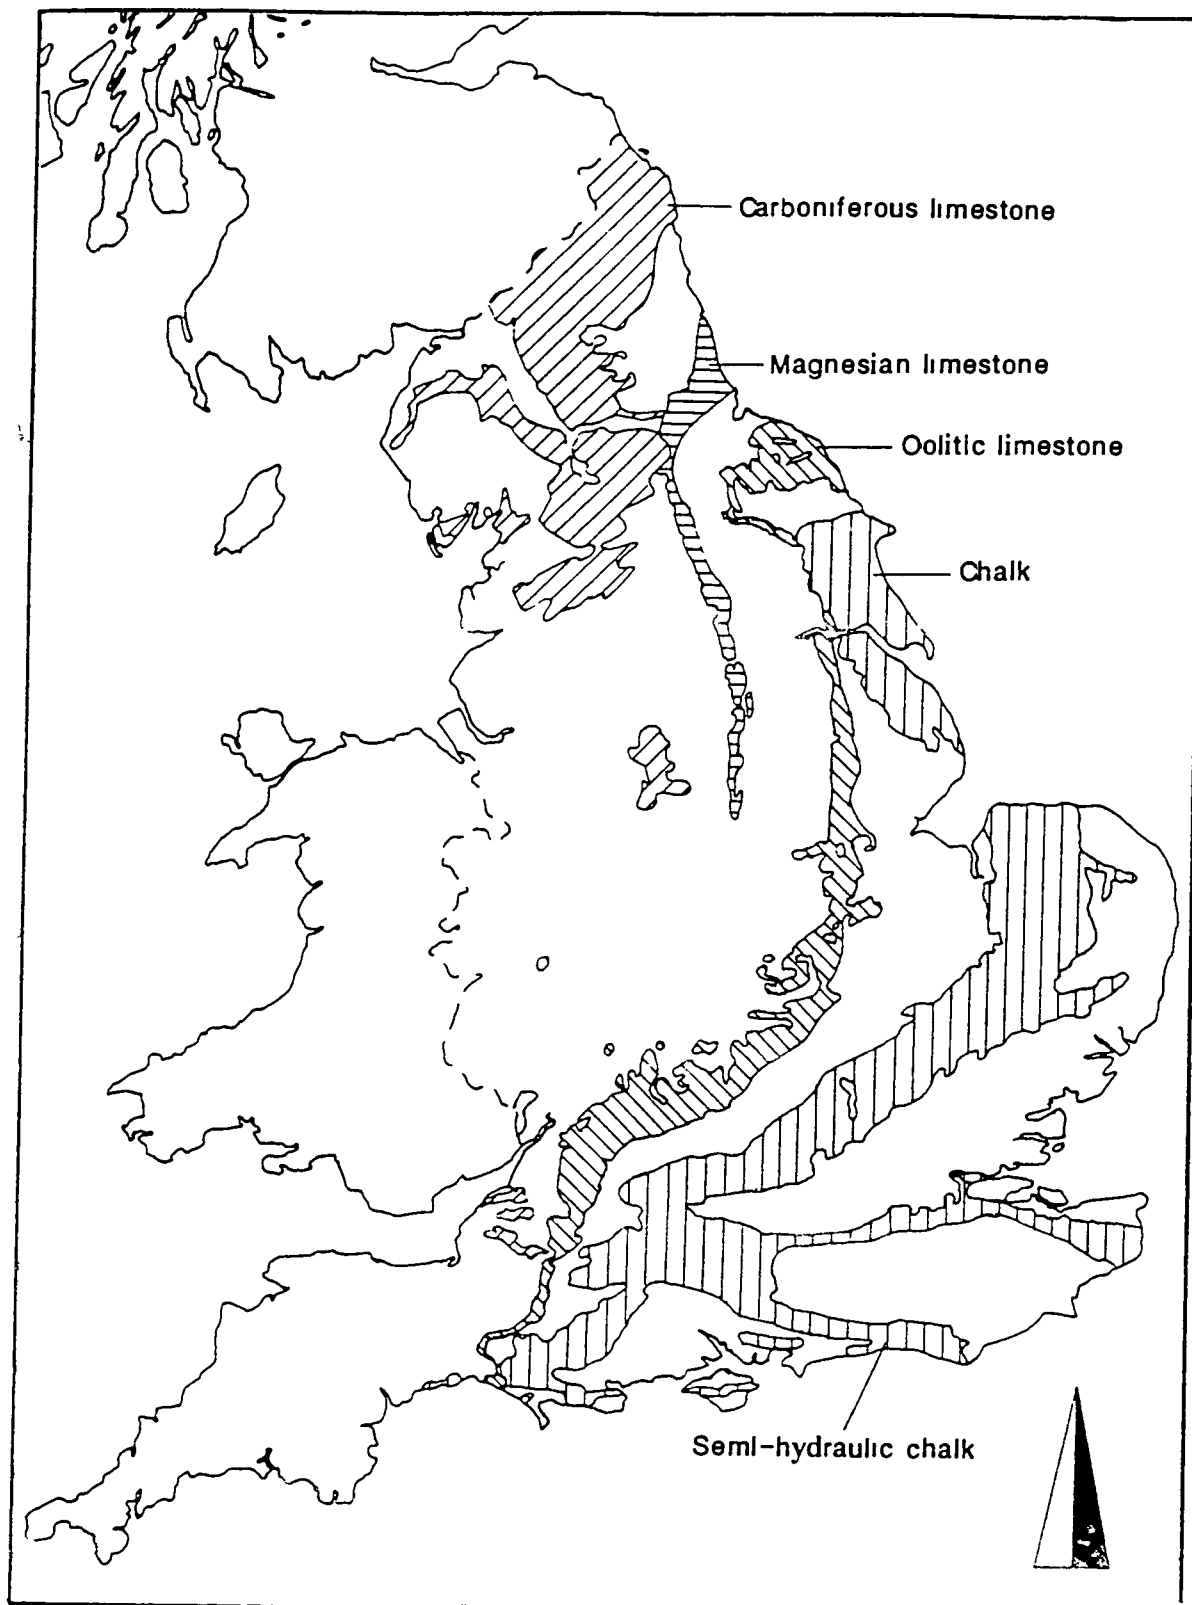 Carboniferous limestone
Magnesian limestone
Oolitic limestone
Chalk
Semi-hydraulic chalk